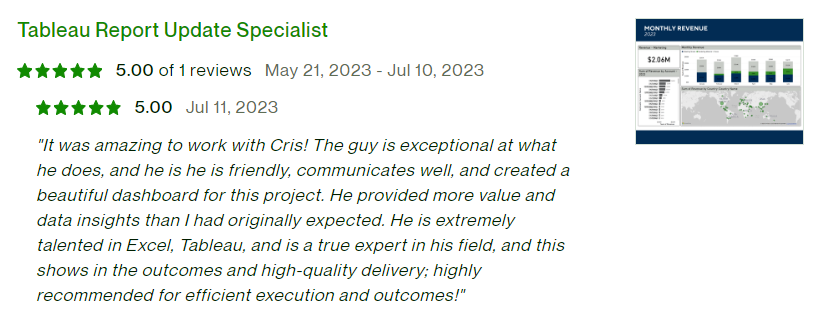 Tableau Report Update Specialist
5.00 of 1 reviews May 21, 2023 - Jul 10, 2023
5.00 Jul 11, 2023
"It was amazing to work with Cris! The guy is exceptional at what
he does, and he is he is friendly, communicates well, and created a
beautiful dashboard for this project. He provided more value and
data insights than I had originally expected. He is extremely
talented in Excel, Tableau, and is a true expert in his field, and this
shows in the outcomes and high-quality delivery; highly
recommended for efficient execution and outcomes!"
MONTHLY REVENUE
2023
$2.06M